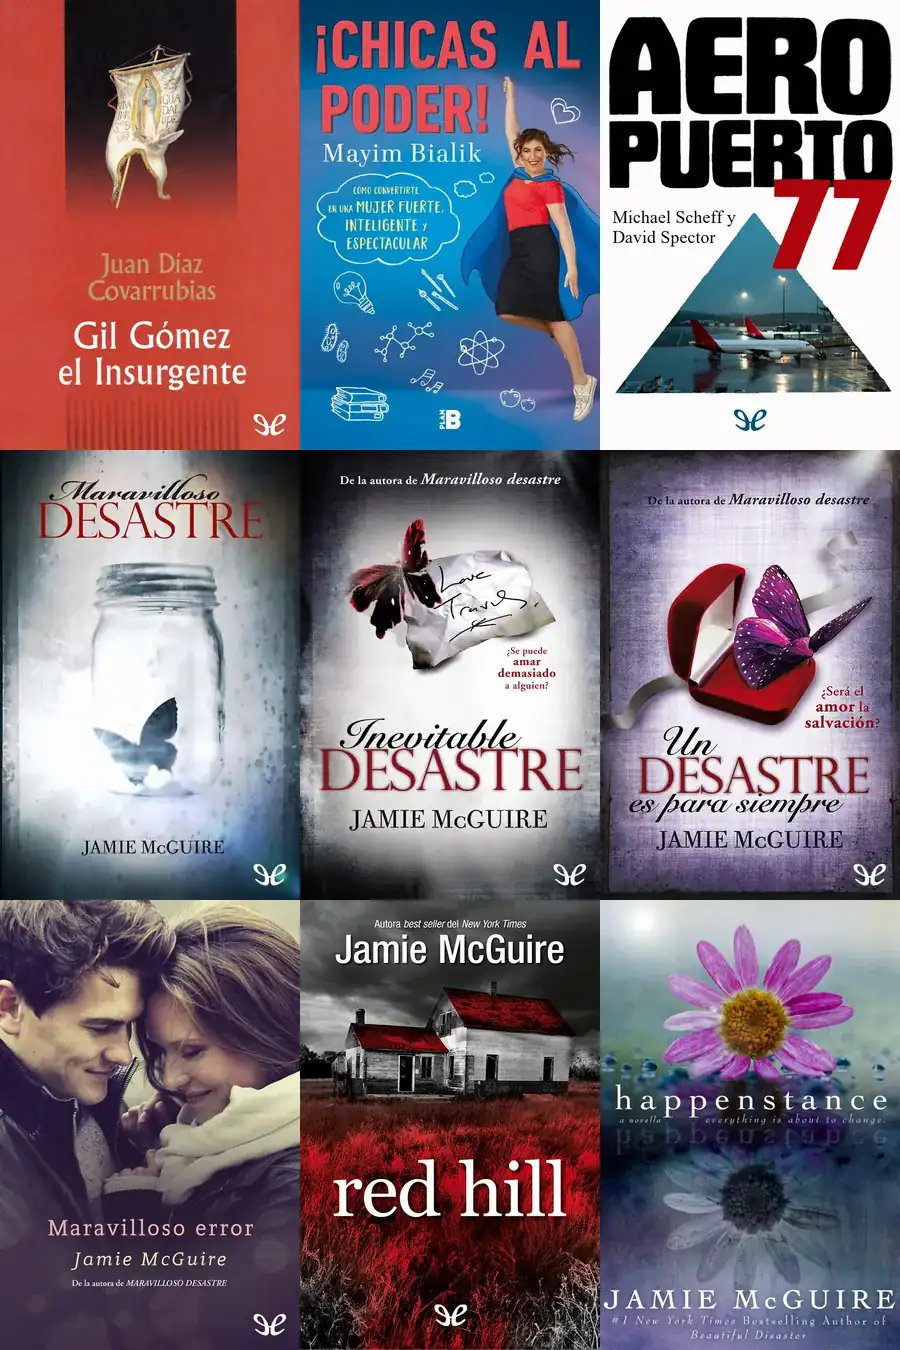 Juan Díaz
Covarrubias
Gil Gómez
el Insurgente
¡CHICAS AL
PODER!
Mayim Bialik
CÓMO CONVERTIRTE
EN UNA MUJER FUERTE,
INTELIGENTE Y
ESPECTACULAR
PLAN
B
AERO
PUERTO
77
Michael Scheff y
David Spector
Maravilloso
DESASTRE
JAMIE McGUIRE
De la autora de Maravilloso desastre
Love
Travis
¿Se puede
amar
demasiado
a alguien?
Inevitable
DESASTRE
JAMIE McGUIRE
De la autora de Maravilloso desastre
¿Será el
amor la
salvación?
Un
DESASTRE
es para siempre
JAMIE McGUIRE
Maravilloso error
Jamie McGuire
De la autora de MARAVILLOSO DESASTRE
Autora best seller del New York Times
Jamie McGuire
red hill
happenstance
a novella everything is about to change.
JAMIE McGUIRE
#1 New York Times Bestselling Author of
Beautiful Disaster